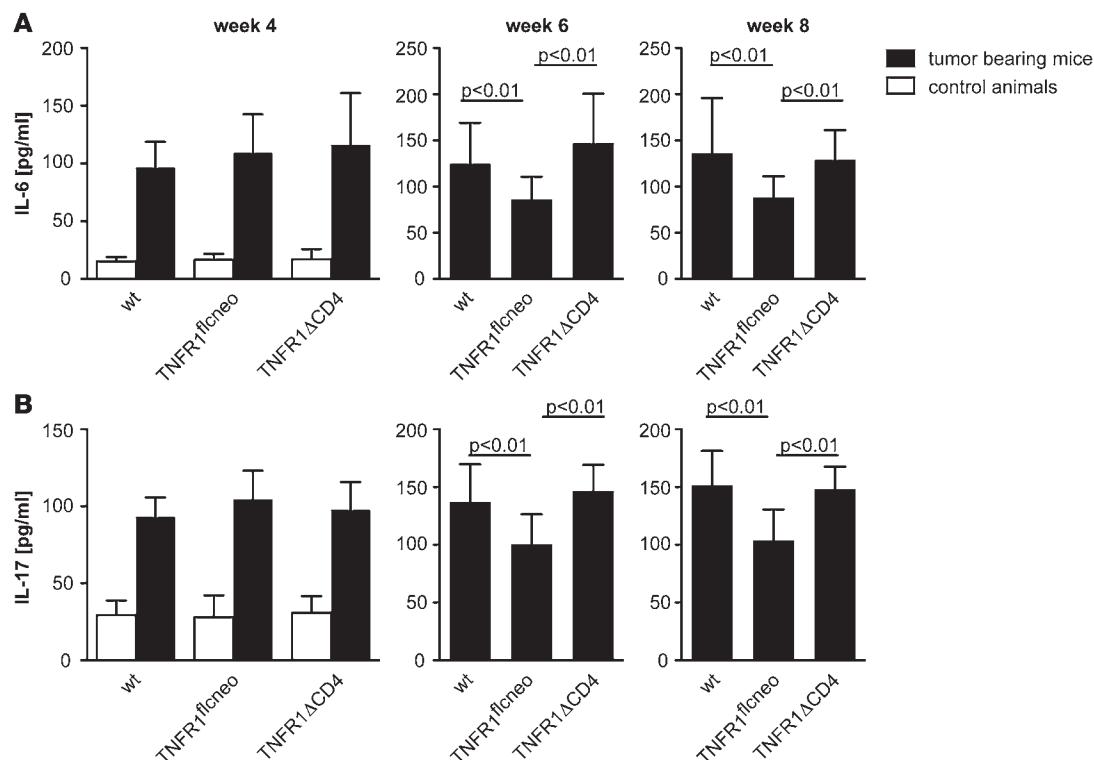 A
week 4
week 6
week 8
tumor bearing mice
control animals
IL-6 [pg/ml]
200
150
100
50
0
wt
TNFR1flcneo
TNFR1ΔCD4
250
200
150
100
50
0
p<0.01
p<0.01
wt
TNFR1flcneo
TNFR1ΔCD4
250
200
150
100
50
0
p<0.01
p<0.01
wt
TNFR1flcneo
TNFR1ΔCD4
B
IL-17 [pg/ml]
150
100
50
0
wt
TNFR1flcneo
TNFR1ΔCD4
200
150
100
50
0
p<0.01
p<0.01
wt
TNFR1flcneo
TNFR1ΔCD4
200
150
100
50
0
p<0.01
p<0.01
wt
TNFR1flcneo
TNFR1ΔCD4